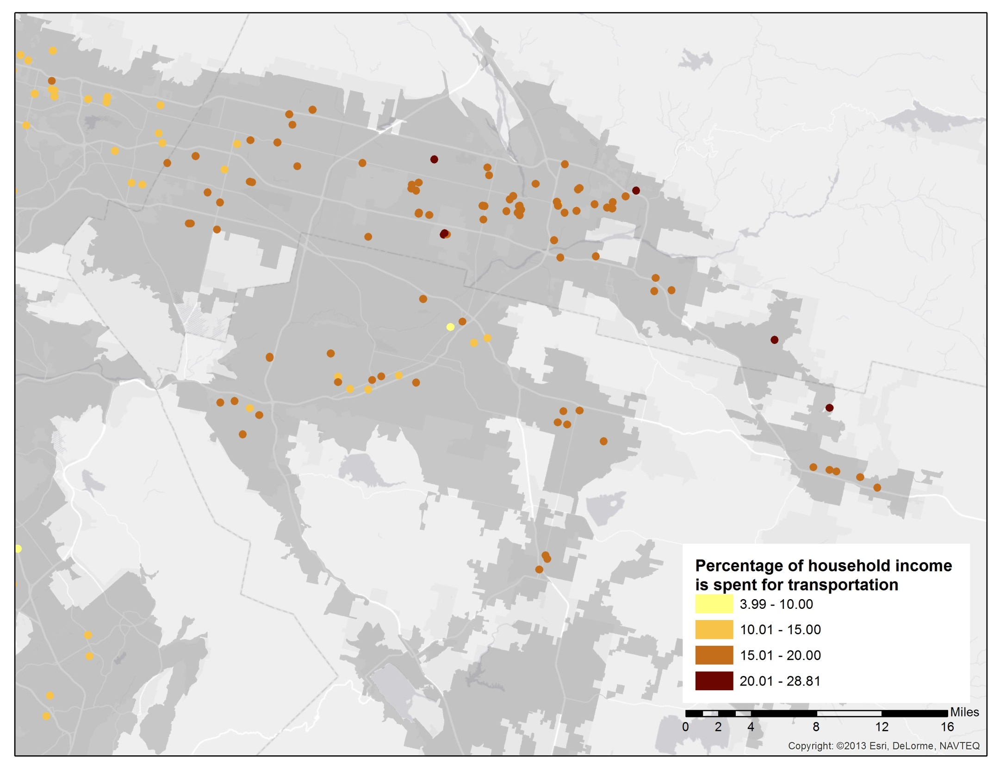 Percentage of household income
is spent for transportation
3.99 - 10.00
10.01 - 15.00
15.01 - 20.00
20.01 - 28.81
Miles
0 2 4 8 12 16
Copyright: ©2013 Esri, DeLorme, NAVTEQ